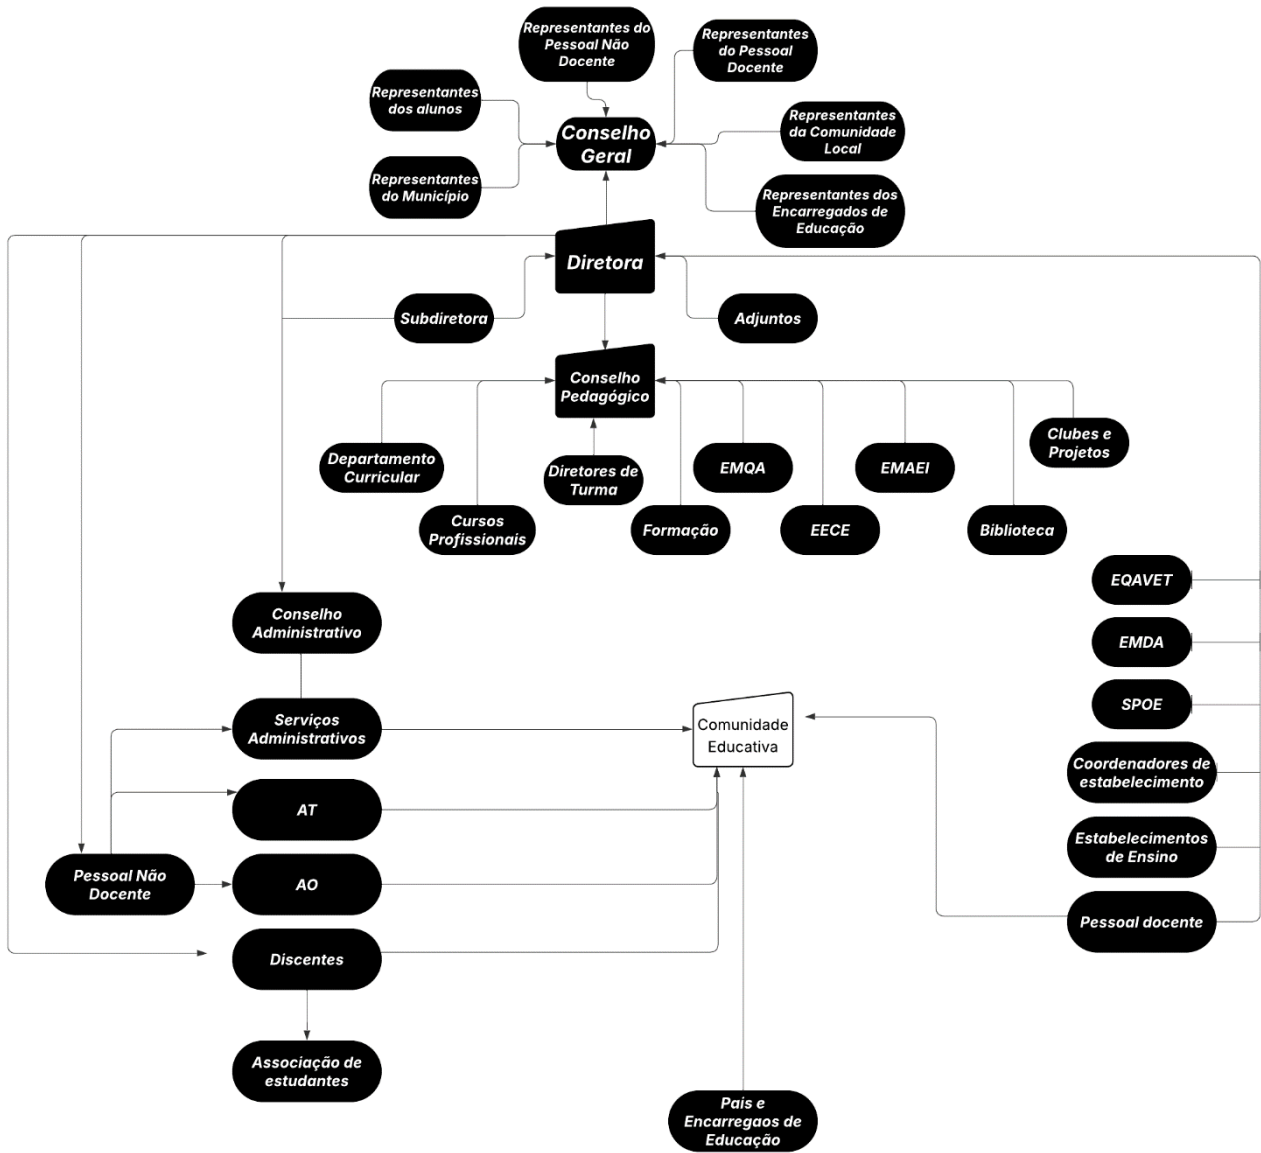 Representantes do
Pessoal Não
Docente
Representantes
do Pessoal
Docente
Representantes
dos alunos
Conselho
Geral
Representantes
da Comunidade
Local
Representantes
do Município
Representantes dos
Encarregados de
Educação
Diretora
Subdiretora
Adjuntos
Conselho
Pedagógico
Departamento
Curricular
Diretores de
Turma
EMQA
EMAEI
Clubes e
Projetos
Cursos
Profissionais
Formação
EECE
Biblioteca
EQAVET
Conselho
Administrativo
EMDA
SPOE
Serviços
Administrativos
Comunidade
Educativa
Coordenadores de
estabelecimento
AT
Estabelecimentos
de Ensino
Pessoal Não
Docente
AO
Pessoal docente
Discentes
Associação de
estudantes
Pais e
Encarregaos de
Educação